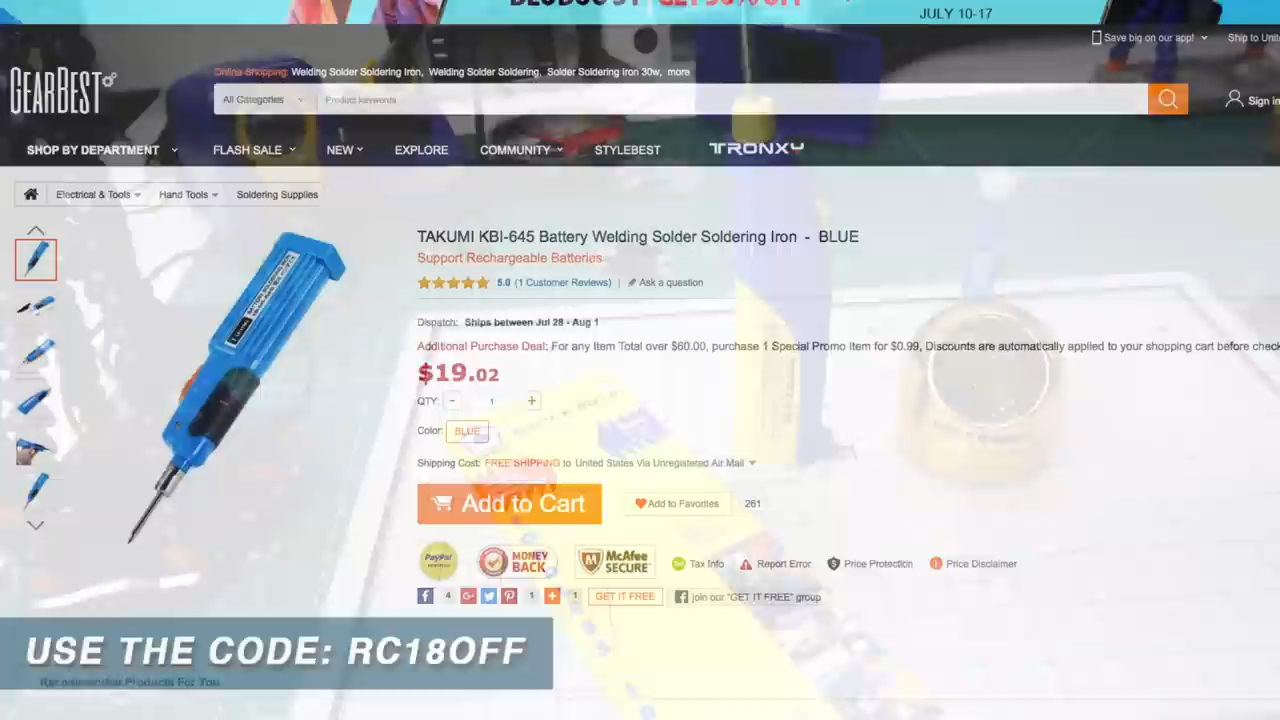 JULY 10-17
Save big on our app!
Ship to
GEARBEST
Online Shopping: Welding Solder Soldering Iron, Welding Solder Soldering, Solder Soldering Iron 30w, more
All Categories
Product keywords
Sign in
SHOP BY DEPARTMENT
FLASH SALE
NEW
EXPLORE
COMMUNITY
STYLEBEST
TRONXY
Electrical & Tools
Hand Tools
Soldering Supplies
TAKUMI KBI-645 Battery Welding Solder Soldering Iron - BLUE
Support Rechargeable Batteries
5.0 (1 Customer Reviews) | Ask a question
Dispatch: Ships between Jul 28 - Aug 1
Additional Purchase Deal: For any Item Total over $60.00, purchase 1 Special Promo item for $0.99, Discounts are automatically applied to your shopping cart before
$19.02
QTY: - 1 +
Color: BLUE
Shipping Cost: FREE SHIPPING to United States Via Unregistered Air Mail
Add to Cart
Add to Favorites
261
PayPal
MONEY BACK
McAfee SECURE
Tax Info
Report Error
Price Protection
Price Disclaimer
4
1
1
GET IT FREE
join our "GET IT FREE" group
USE THE CODE: RC18OFF
Recommended Products For You